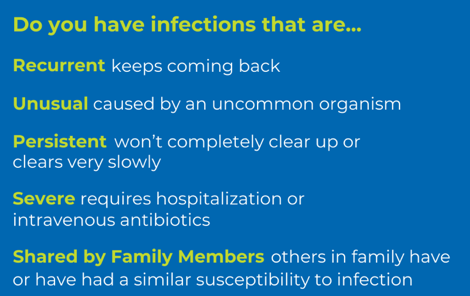 Do you have infections that are...
Recurrent keeps coming back
Unusual caused by an uncommon organism
Persistent won't completely clear up or
clears very slowly
Severe requires hospitalization or
intravenous antibiotics
Shared by Family Members others in family have
or have had a similar susceptibility to infection